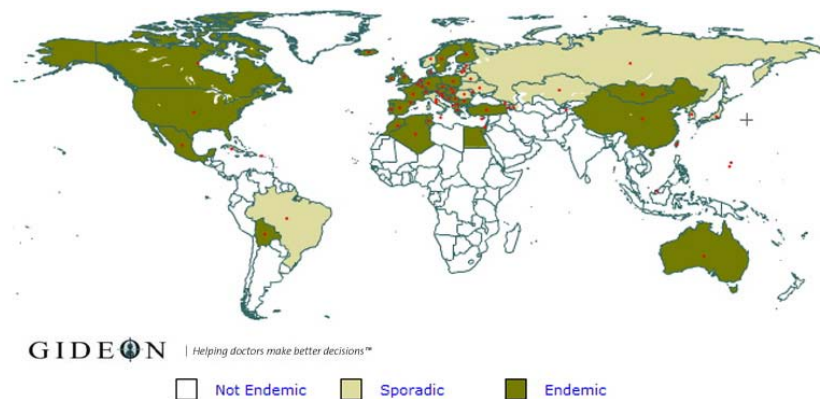 GIDEON | Helping doctors make better decisions™
Not Endemic Sporadic Endemic